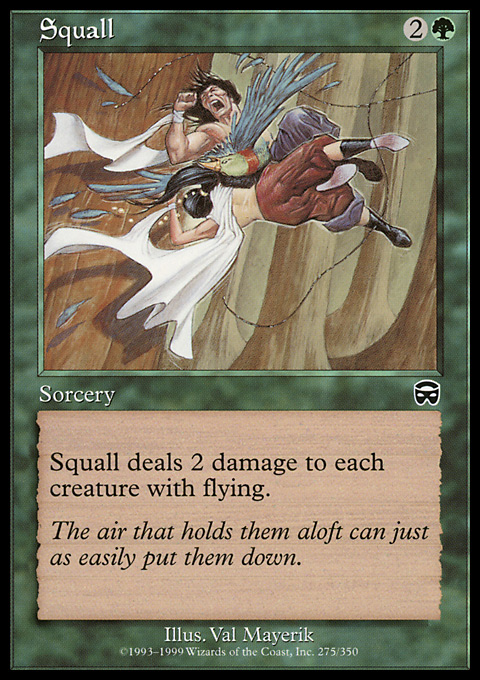 Squall 2
Sorcery
Squall deals 2 damage to each
creature with flying.
The air that holds them aloft can just
as easily put them down.
Illus. Val Mayerik
©1993–1999 Wizards of the Coast, Inc. 275/350